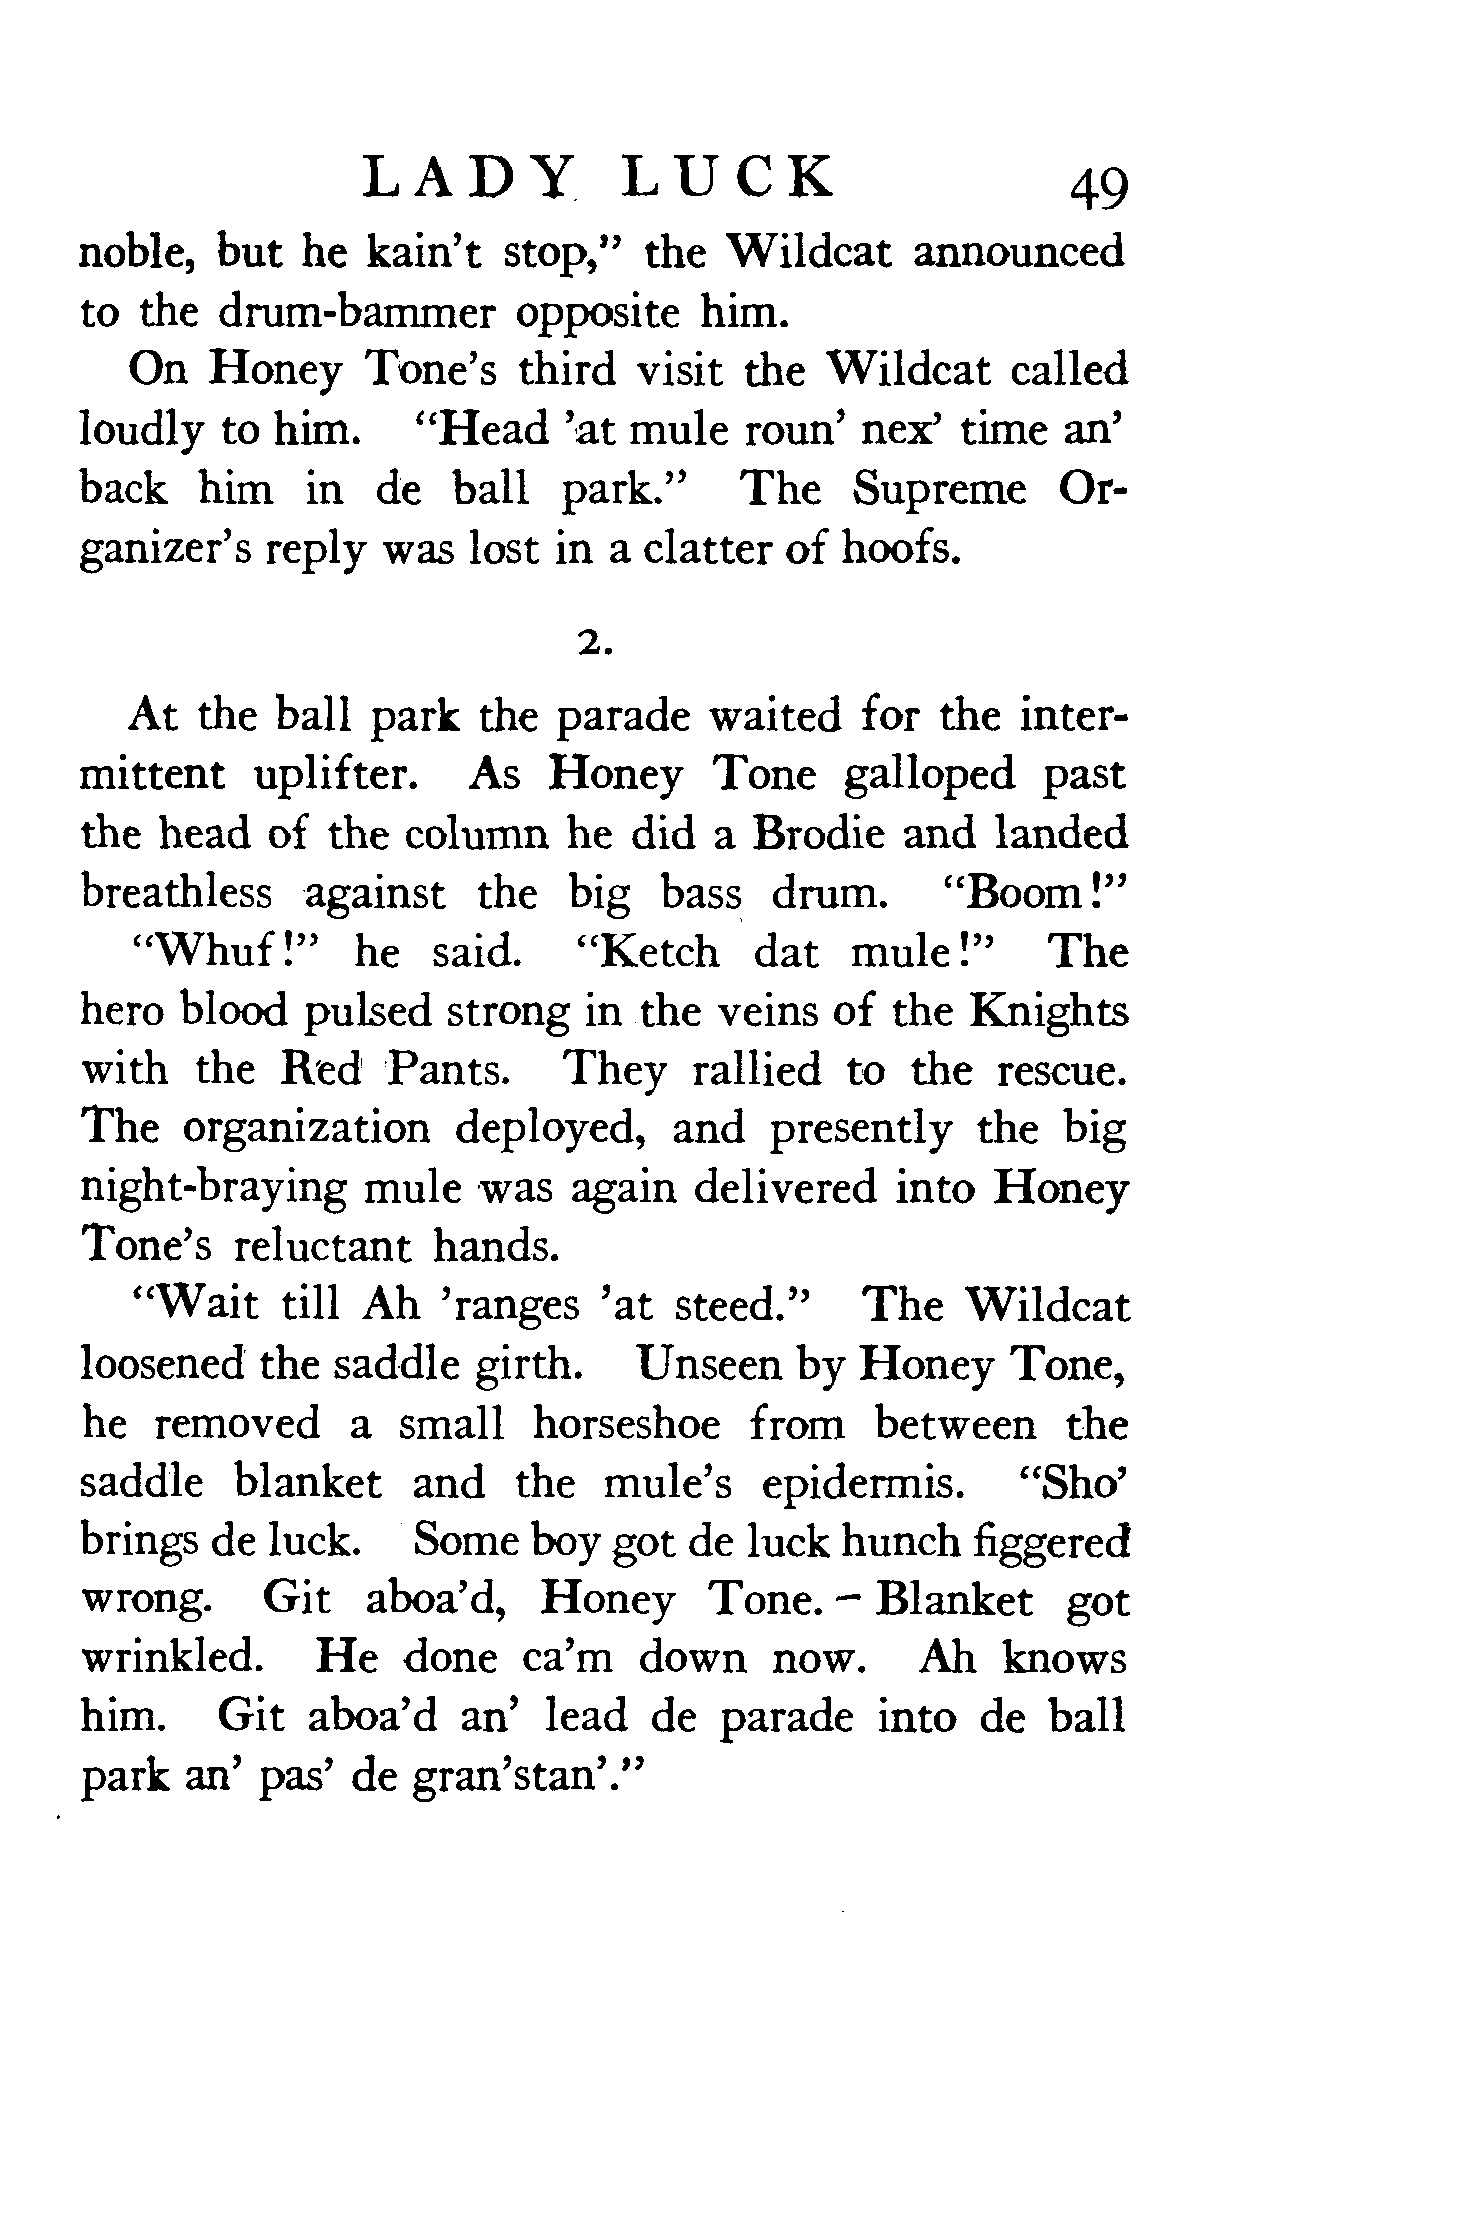 LADY LUCK 49
noble, but he kain’t stop,” the Wildcat announced
to the drum-bammer opposite him.
On Honey Tone’s third visit the Wildcat called
loudly to him. “Head ’at mule roun’ nex’ time an’
back him in de ball park.” The Supreme Or-
ganizer’s reply was lost in a clatter of hoofs.
2.
At the ball park the parade waited for the inter-
mittent uplifter. As Honey Tone galloped past
the head of the column he did a Brodie and landed
breathless against the big bass drum. “Boom!”
“Whuf!” he said. “Ketch dat mule!” The
hero blood pulsed strong in the veins of the Knights
with the Red Pants. They rallied to the rescue.
The organization deployed, and presently the big
night-braying mule was again delivered into Honey
Tone’s reluctant hands.
“Wait till Ah ’ranges ’at steed.” The Wildcat
loosened the saddle girth. Unseen by Honey Tone,
he removed a small horseshoe from between the
saddle blanket and the mule’s epidermis. “Sho’
brings de luck. Some boy got de luck hunch figgered
wrong. Git aboa’d, Honey Tone. – Blanket got
wrinkled. He done ca’m down now. Ah knows
him. Git aboa’d an’ lead de parade into de ball
park an’ pas’ de gran’stan’.”